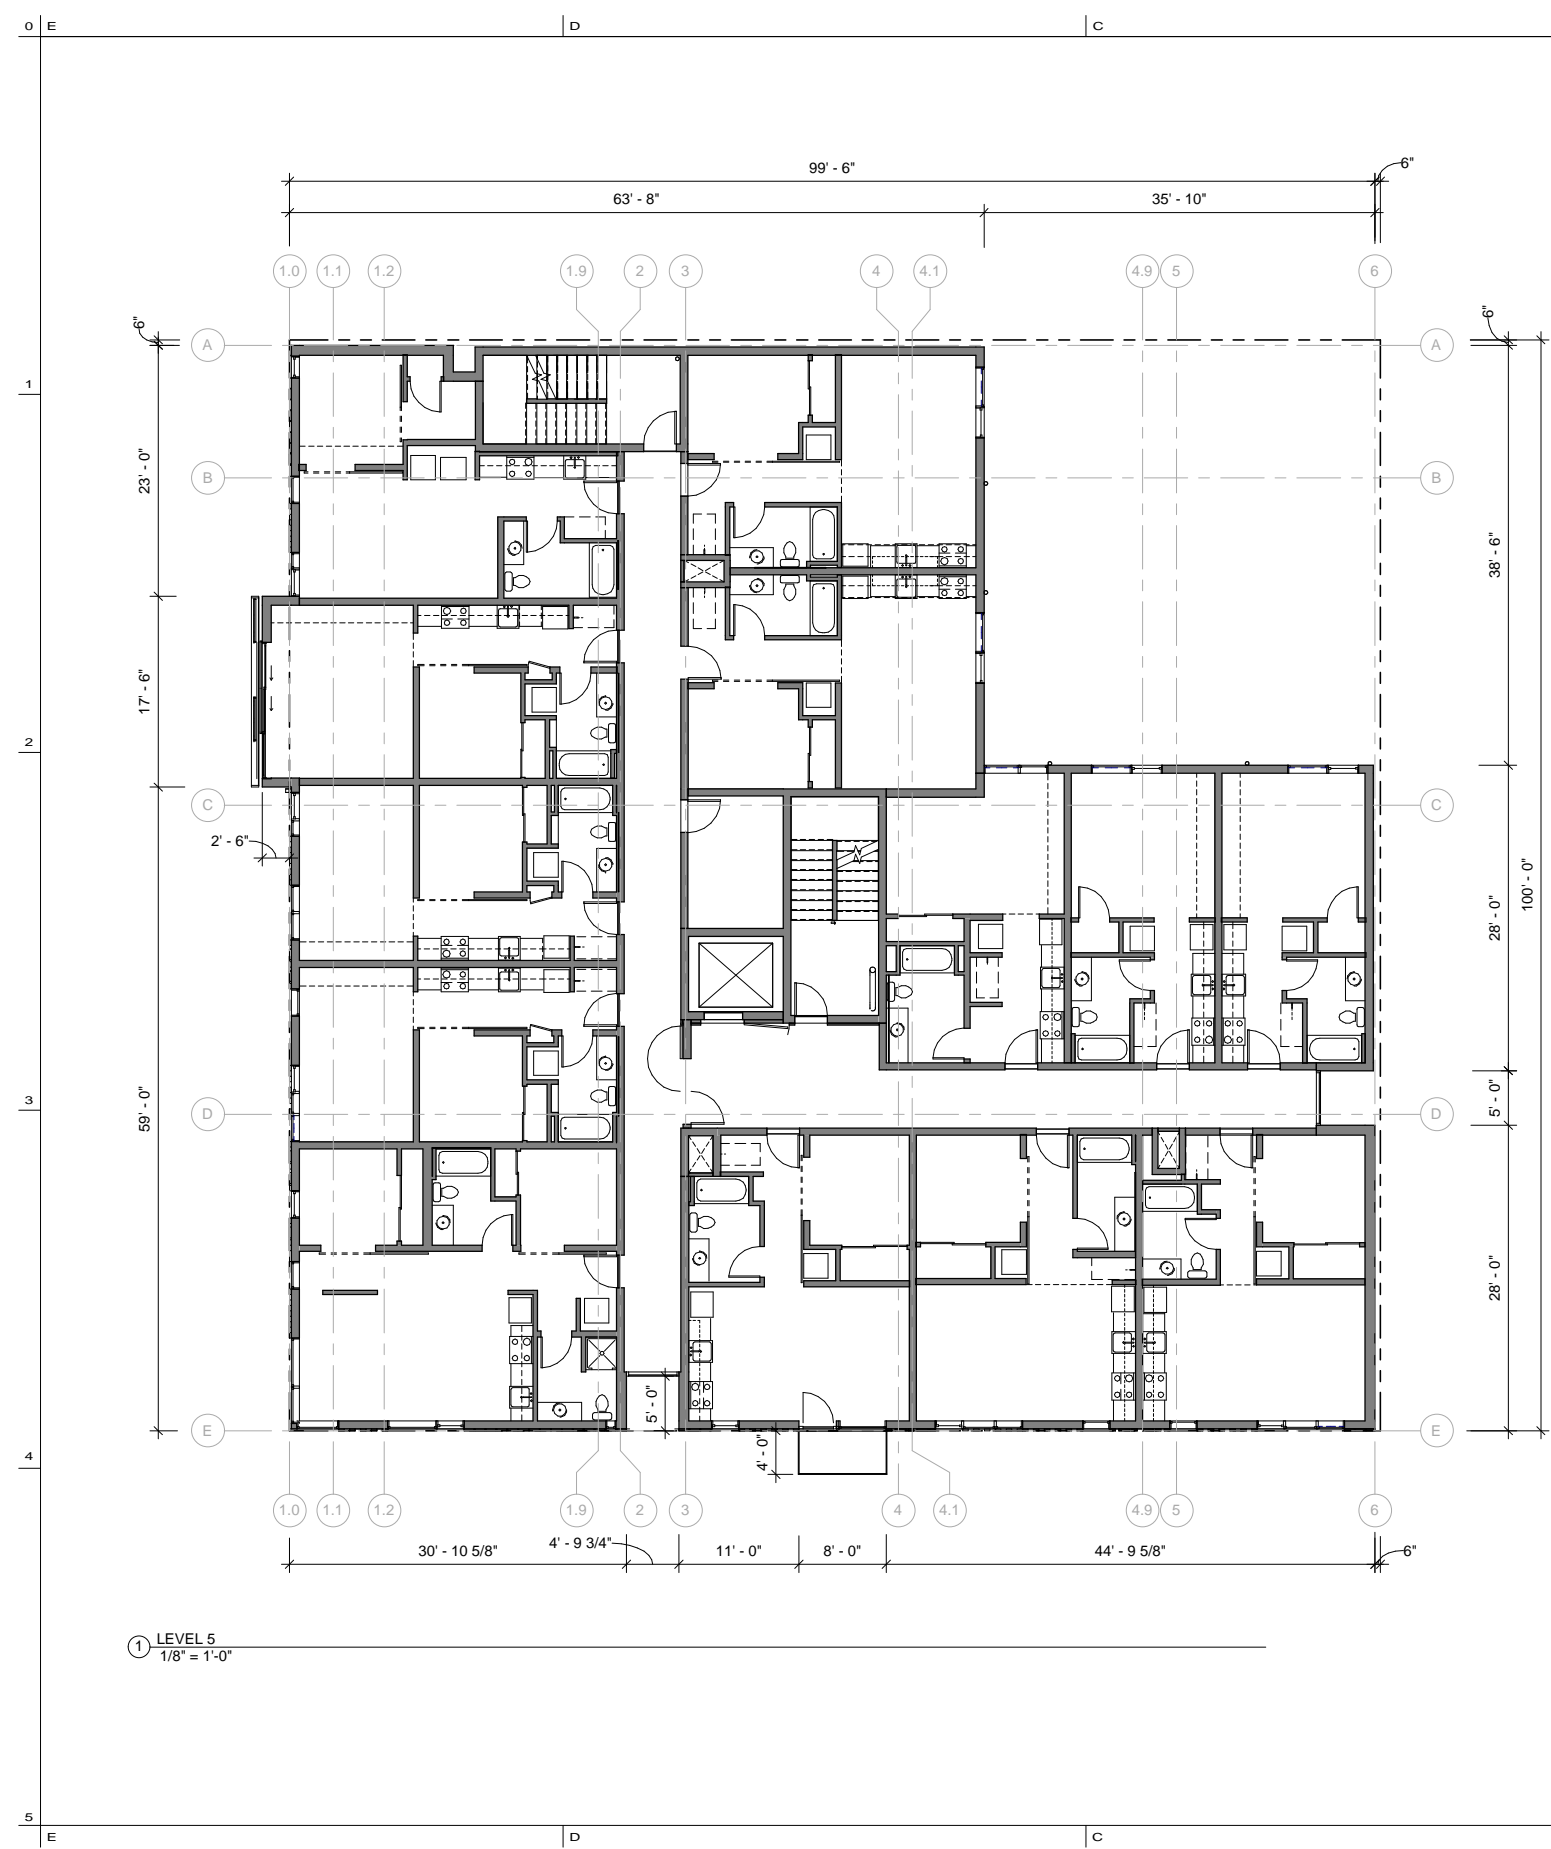 0 E D C
99' - 6"
6"
63' - 8" 35' - 10"
1.0 1.1 1.2 1.9 2 3 4 4.1 4.9 5 6
6" 6"
A A
1
23' - 0"
B B
38' - 6"
17' - 6"
2
C C
2' - 6"
28' - 0"
100' - 0"
3
59' - 0"
5' - 0"
D D
28' - 0"
5' - 0"
E E
4' - 0"
4
1.0 1.1 1.2 1.9 2 3 4 4.1 4.9 5 6
30' - 10 5/8" 4' - 9 3/4" 11' - 0" 8' - 0" 44' - 9 5/8" 6"
1 LEVEL 5
1/8" = 1'-0"
5
E D C